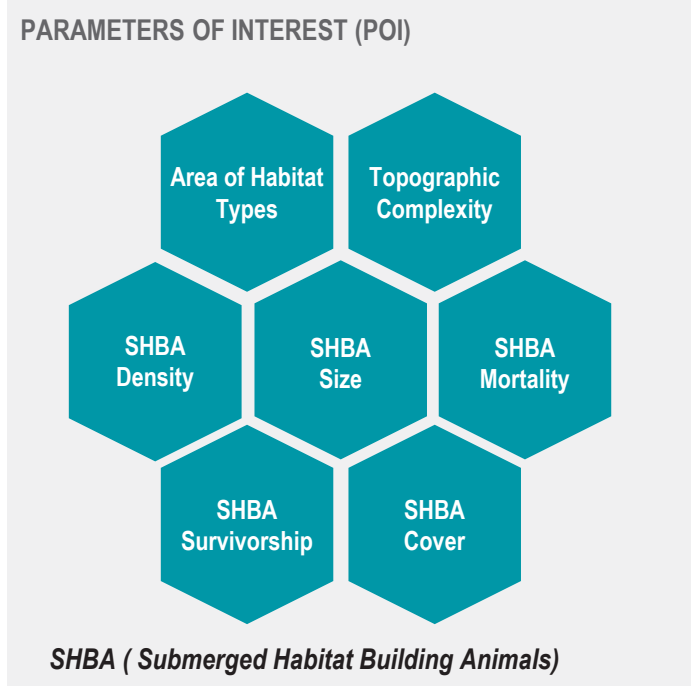 PARAMETERS OF INTEREST (POI)
Area of Habitat
Types
Topographic
Complexity
SHBA
Density
SHBA
Size
SHBA
Mortality
SHBA
Survivorship
SHBA
Cover
SHBA ( Submerged Habitat Building Animals)